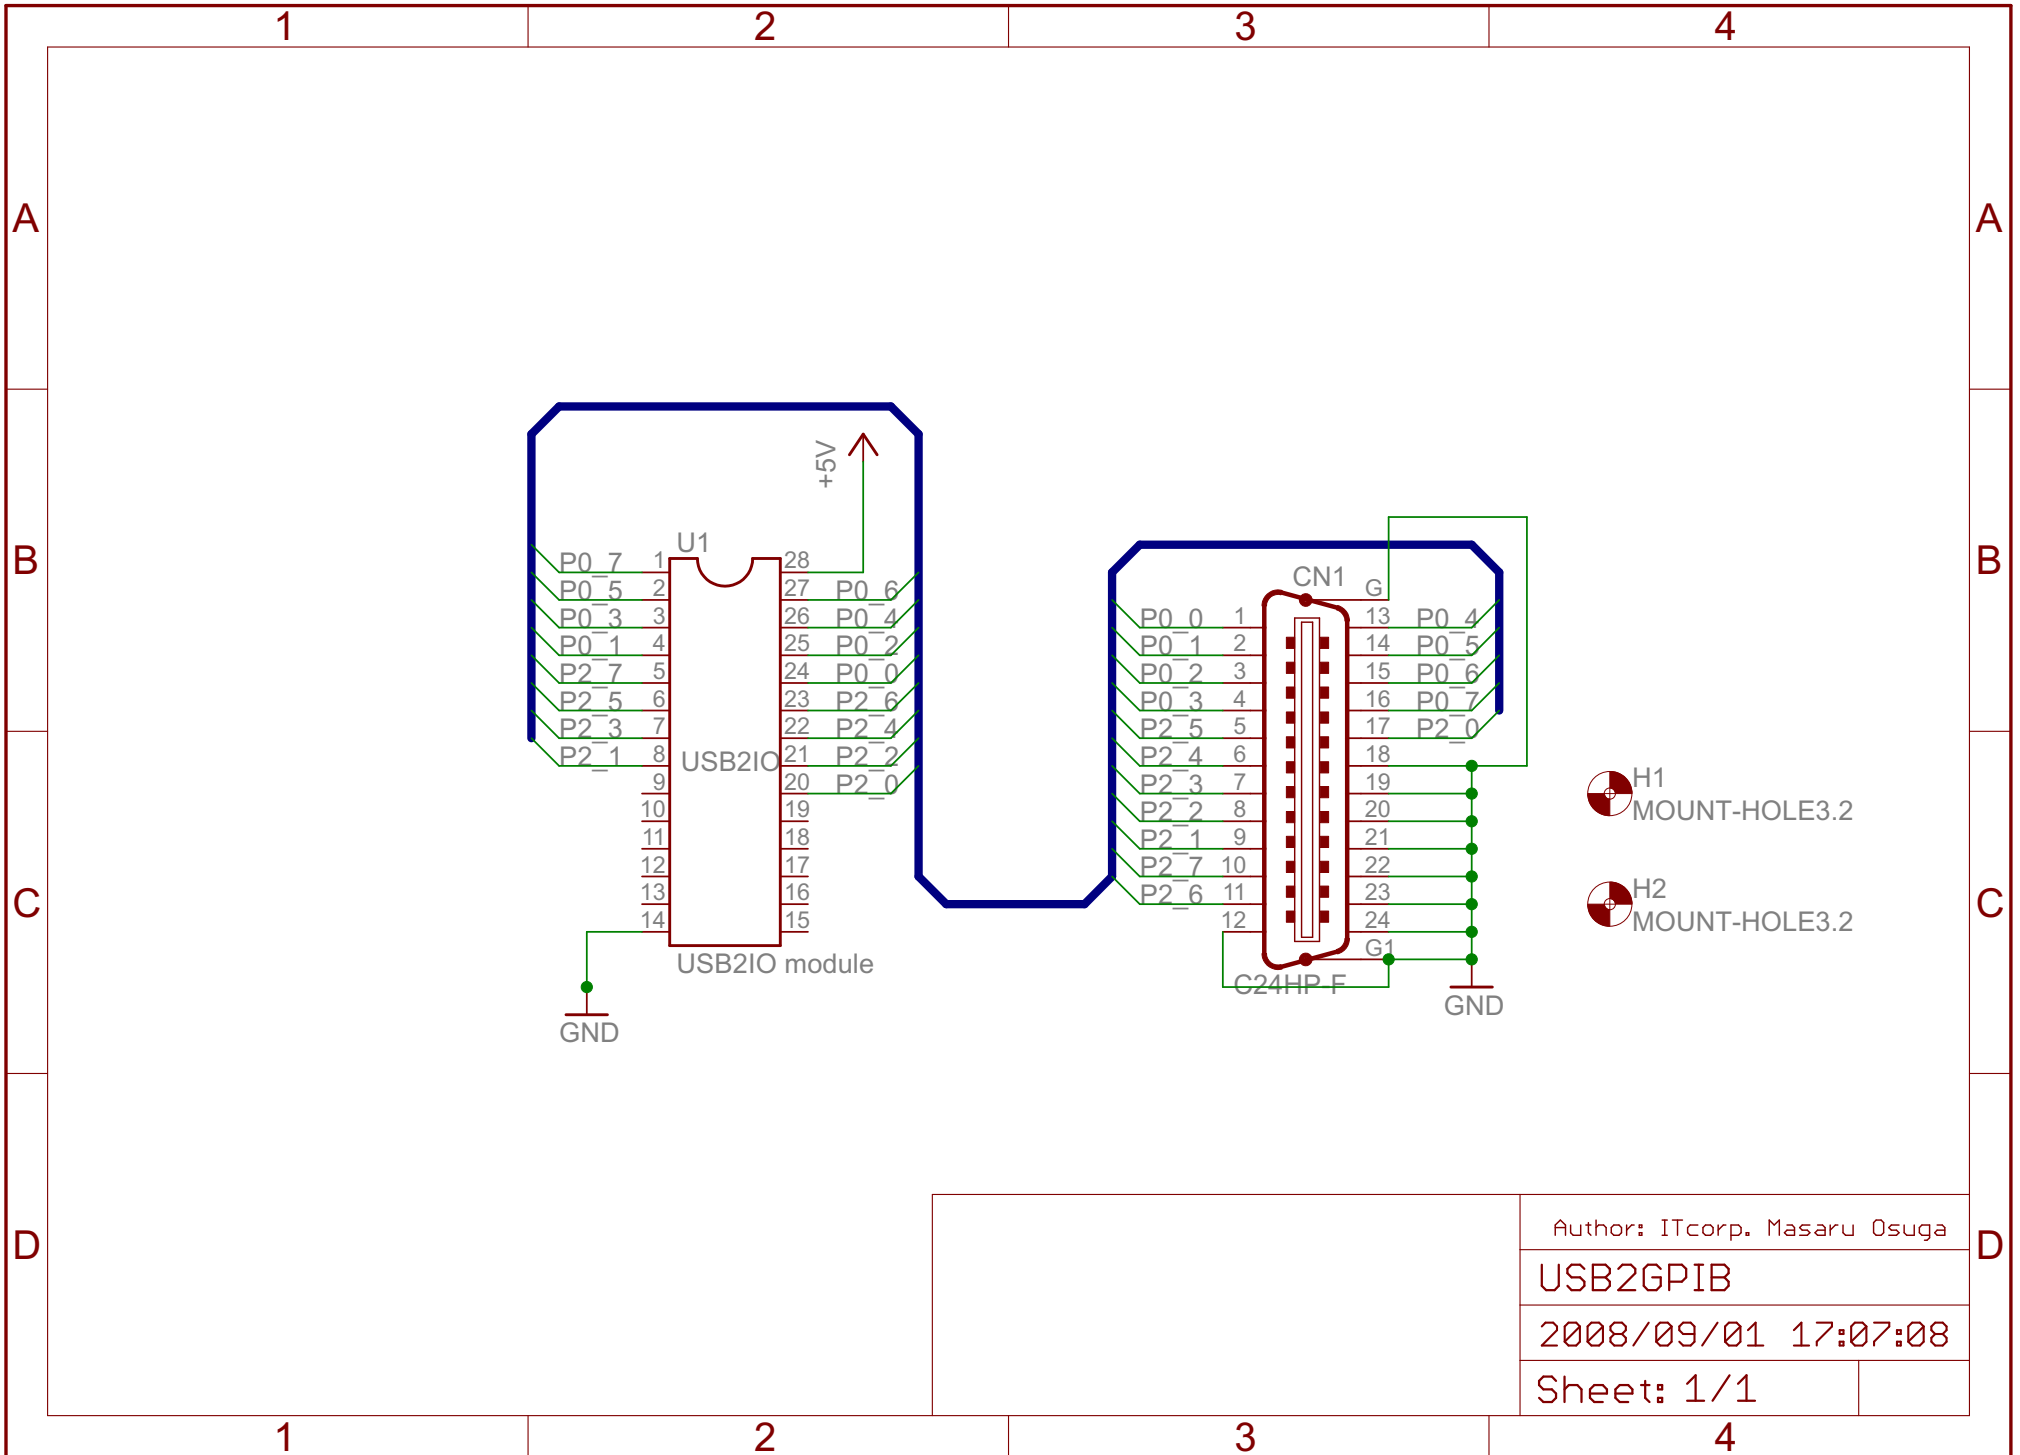 1 2 3 4
A A
+5V
U1
B B
P0_7 1 28
P0_5 2 27 P0_6
P0_3 3 26 P0_4
P0_1 4 25 P0_2
P2_7 5 24 P0_0
P2_5 6 23 P2_6
P2_3 7 22 P2_4
P2_1 8 21 P2_2
USB2IO
9 20 P2_0
10 19
11 18
12 17
13 16
14 15
USB2IO module
GND
CN1
G
P0_0 1 13 P0_4
P0_1 2 14 P0_5
P0_2 3 15 P0_6
P0_3 4 16 P0_7
P2_5 5 17 P2_0
P2_4 6 18
P2_3 7 19
P2_2 8 20
P2_1 9 21
P2_7 10 22
P2_6 11 23
12 24
G1
C24HP-F
GND
H1
MOUNT-HOLE3.2
H2
MOUNT-HOLE3.2
C C
D D
Author: ITcorp. Masaru Osuga
USB2GPIB
2008/09/01 17:07:08
Sheet: 1/1
1 2 3 4